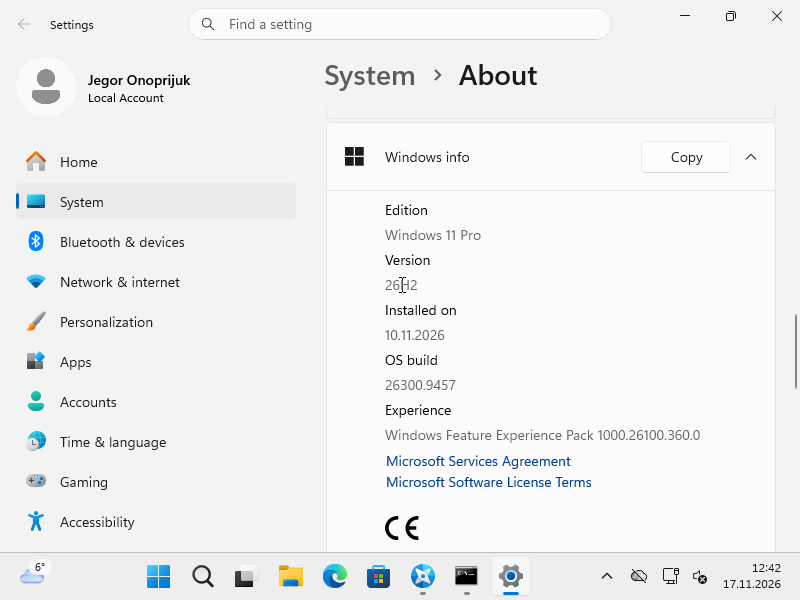 Settings
Find a setting
Jegor Onoprijuk
Local Account
System > About
Home
System
Bluetooth & devices
Network & internet
Personalization
Apps
Accounts
Time & language
Gaming
Accessibility
Windows info
Copy
Edition
Windows 11 Pro
Version
26H2
Installed on
10.11.2026
OS build
26300.9457
Experience
Windows Feature Experience Pack 1000.26100.360.0
Microsoft Services Agreement
Microsoft Software License Terms
CE
6°
12:42
17.11.2026